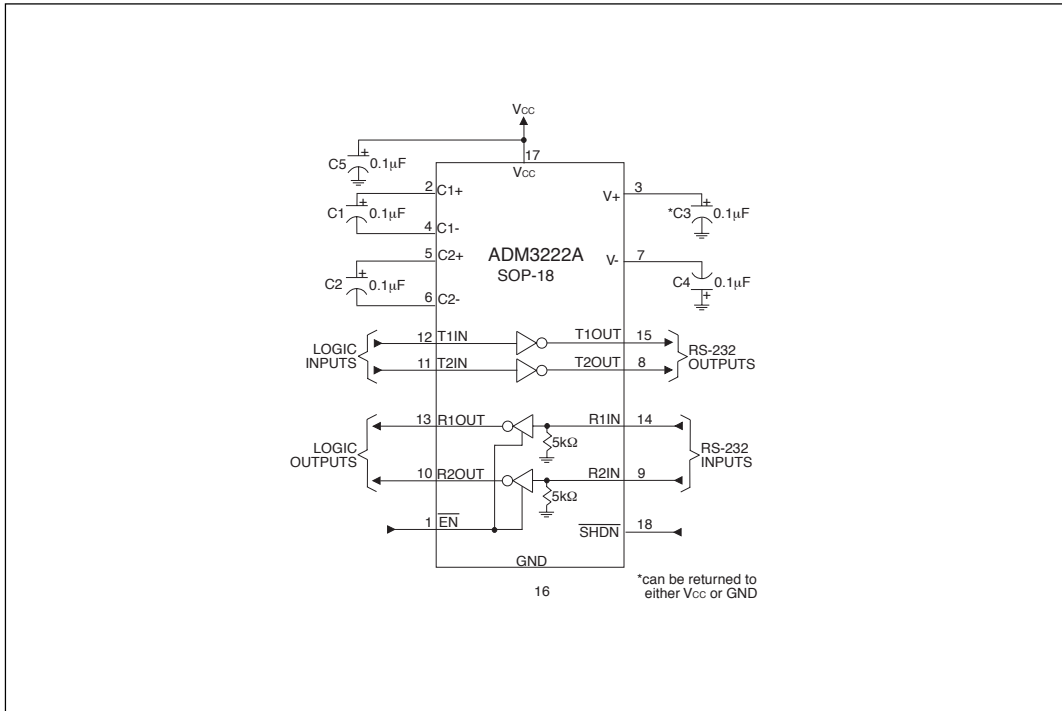 Vcc
C5
+
0.1µF
17
Vcc
2
C1+
C1
+
0.1µF
4
C1-
5
C2+
C2
+
0.1µF
6
C2-
ADM3222A
SOP-18
V+
3
*C3
+
0.1µF
V-
7
C4
+
0.1µF
LOGIC
INPUTS
12
T1IN
T1OUT
15
11
T2IN
T2OUT
8
RS-232
OUTPUTS
LOGIC
OUTPUTS
13
R1OUT
R1IN
14
5kΩ
10
R2OUT
R2IN
9
5kΩ
RS-232
INPUTS
1
EN
SHDN
18
GND
16
*can be returned to
either Vcc or GND